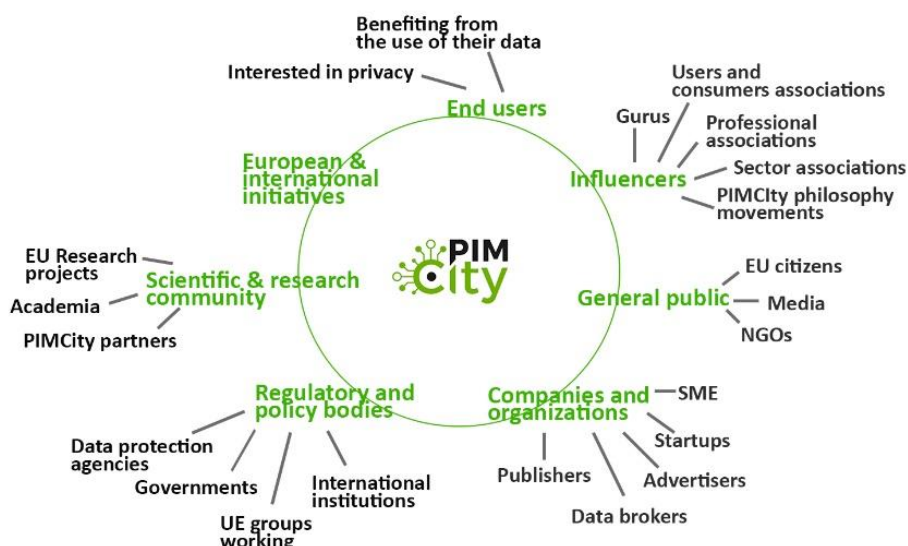 Benefiting from
the use of their data
Interested in privacy
End users
Users and
consumers associations
Gurus
Professional
associations
Sector associations
Influencers
PIMCIty philosophy
movements
European &
international
initiatives
PIM
City
EU Research
projects
Scientific & research
community
Academia
PIMCity partners
EU citizens
General public
Media
NGOs
Regulatory and
policy bodies
Data protection
agencies
Governments
UE groups
working
International
institutions
Companies and
organizations
SME
Startups
Advertisers
Publishers
Data brokers